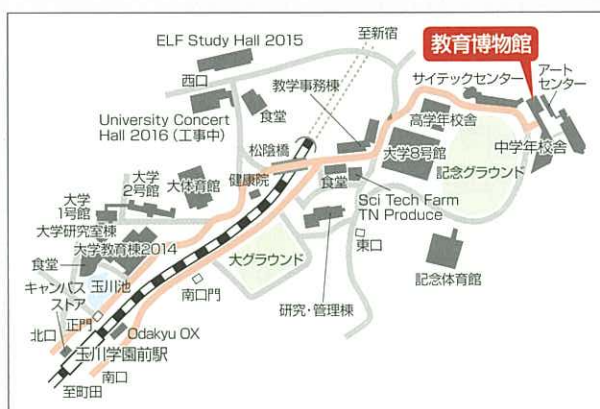 至新宿
ELF Study Hall 2015
教育博物館
西口
教学事務棟
サイテックセンター
アート
センター
University Concert
Hall 2016（工事中）
食堂
高学年校舎
松陰橋
大学8号館
中学年校舎
大学
2号館
大体育館
健康院
食堂
記念グラウンド
大学
1号館
Sci Tech Farm
TN Produce
大学研究室棟
大学教育棟2014
東口
食堂
玉川池
大グラウンド
記念体育館
キャンパス
ストア
南口門
研究・管理棟
正門
北口
Odakyu OX
玉川学園前駅
南口
至町田